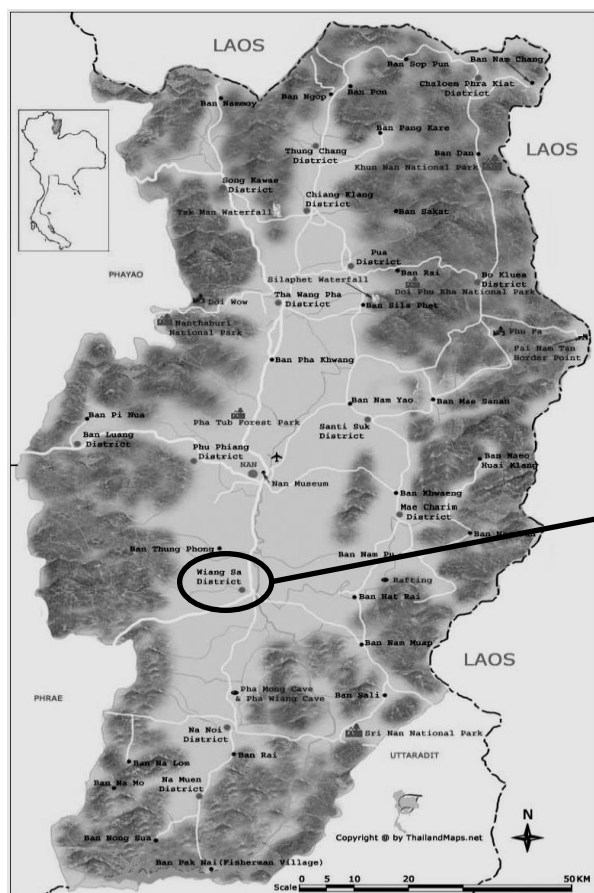 LAOS
Ban Sop Pun
Ban Nam Chang
Ban Nammoy
Ban Ngop
Ban Pon
Chaloem Phra Kiat
District
Ban Pang Kare
LAOS
Thung Chang
District
Ban Dan
Khun Nan National Park
Song Kawae
District
Chiang Klang
District
Tak Man Waterfall
Ban Sakat
Pua
District
PHAYAO
Silaphet Waterfall
Ban Rai
Bo Kluea
District
Doi Phu Kha National Park
Doi Wow
Tha Wang Pha
District
Ban Sila Phet
Nanthaburi
National Park
Phu Fa
Fai Nam Tan
Border Point
Ban Pha Khwang
Ban Nam Yao
Ban Mae Sanan
Ban Pi Nua
Pha Tub Forest Park
Santi Suk
District
Ban Luang
District
Phu Phiang
District
NAN
Nan Museum
Ban Maeo
Huai Klang
Ban Khwaeng
Mae Charim
District
Ban Thung Phong
Ban Nam Pu
Wiang Sa
District
Rafting
Ban Hat Rai
Ban Nam Muap
LAOS
PHRAE
Pha Mong Cave
& Pha Wiang Cave
Ban Sali
Na Noi
District
Sri Nan National Park
UTTARADIT
Ban Rai
Ban Na Lom
Ban Na Mo
Na Muen
District
N
Copyright @ by ThailandMaps.net
Ban Nong Sua
Ban Pak Nai(Fisherman Village)
Scale
0
10
20
30
40
50KM